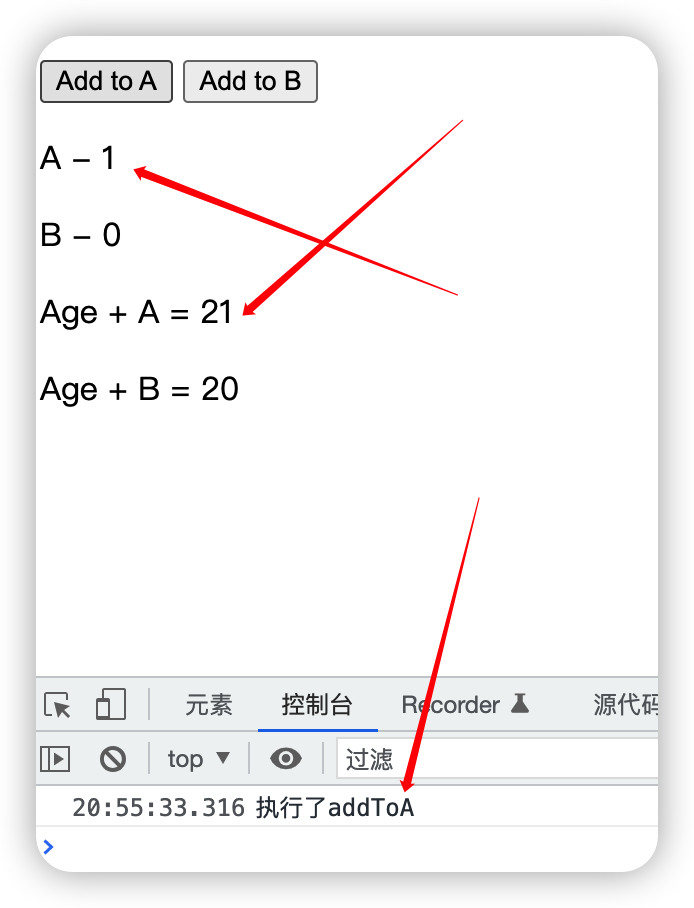 Add to A Add to B
A – 1
B – 0
Age + A = 21
Age + B = 20
元素 控制台 Recorder 源代码
top ▼ 过滤
20:55:33.316 执行了addToA
>